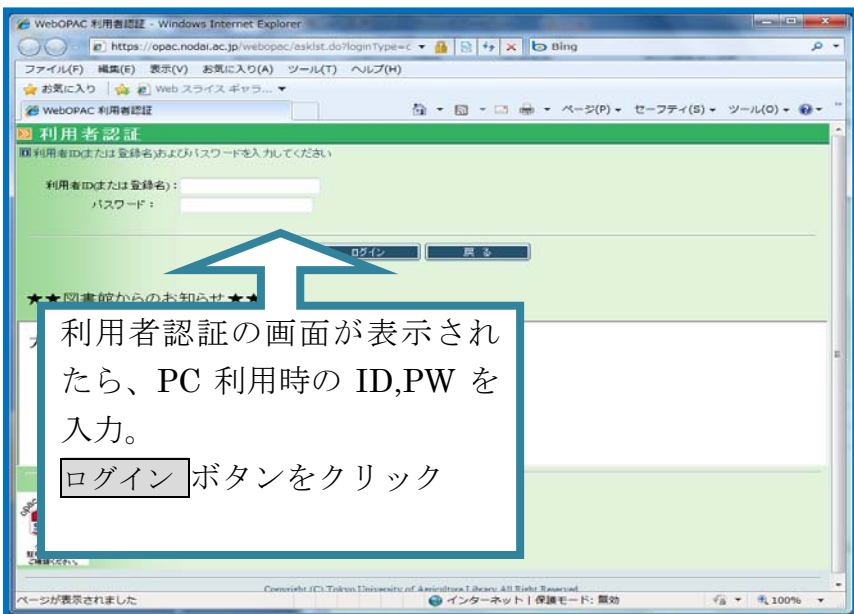 WebOPAC 利用者認証 - Windows Internet Explorer
https://opac.nodai.ac.jp/webopac/asklst.do?loginType=c
Bing
ファイル(F) 編集(E) 表示(V) お気に入り(A) ツール(T) ヘルプ(H)
お気に入り Web スライス ギャラ...
WebOPAC 利用者認証
ページ(P) セーフティ(S) ツール(O)
利用者認証
利用者ID(または登録名)およびパスワードを入力してください
利用者ID(または登録名):
パスワード:
ログイン 戻る
★★図書館からのお知らせ★★
利用者認証の画面が表示され
たら、PC 利用時の ID,PW を
入力。
ログイン ボタンをクリック
opac
ご確認ください。
Copyright (C) Tokyo University of Agriculture Library. All Right Reserved.
ページが表示されました インターネット | 保護モード: 無効 100%